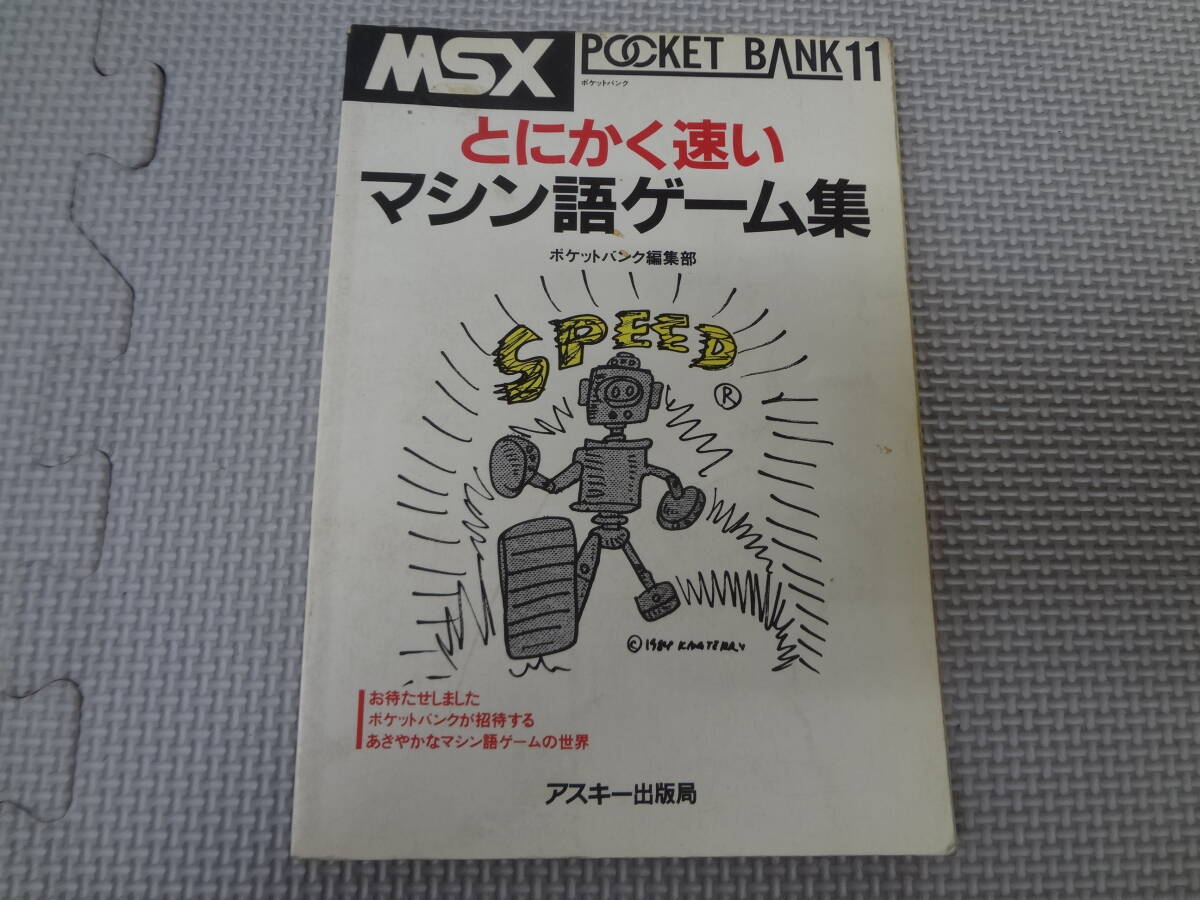 MSX
POCKET BANK11
ポケットバンク
とにかく速い
マシン語ゲーム集
ポケットバンク編集部
SPEED
®
© 1984
お待たせしました
ポケットバンクが招待する
あざやかなマシン語ゲームの世界
アスキー出版局